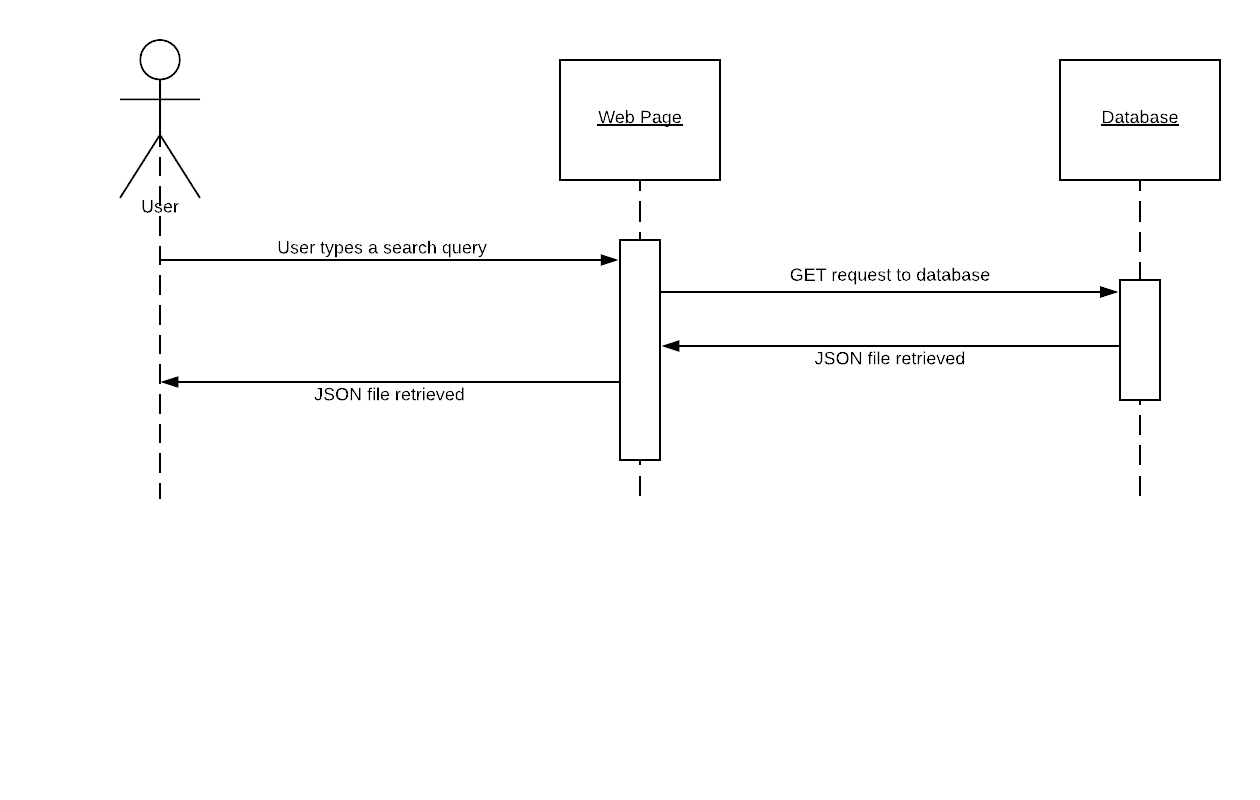 Web Page
Database
User
User types a search query
GET request to database
JSON file retrieved
JSON file retrieved